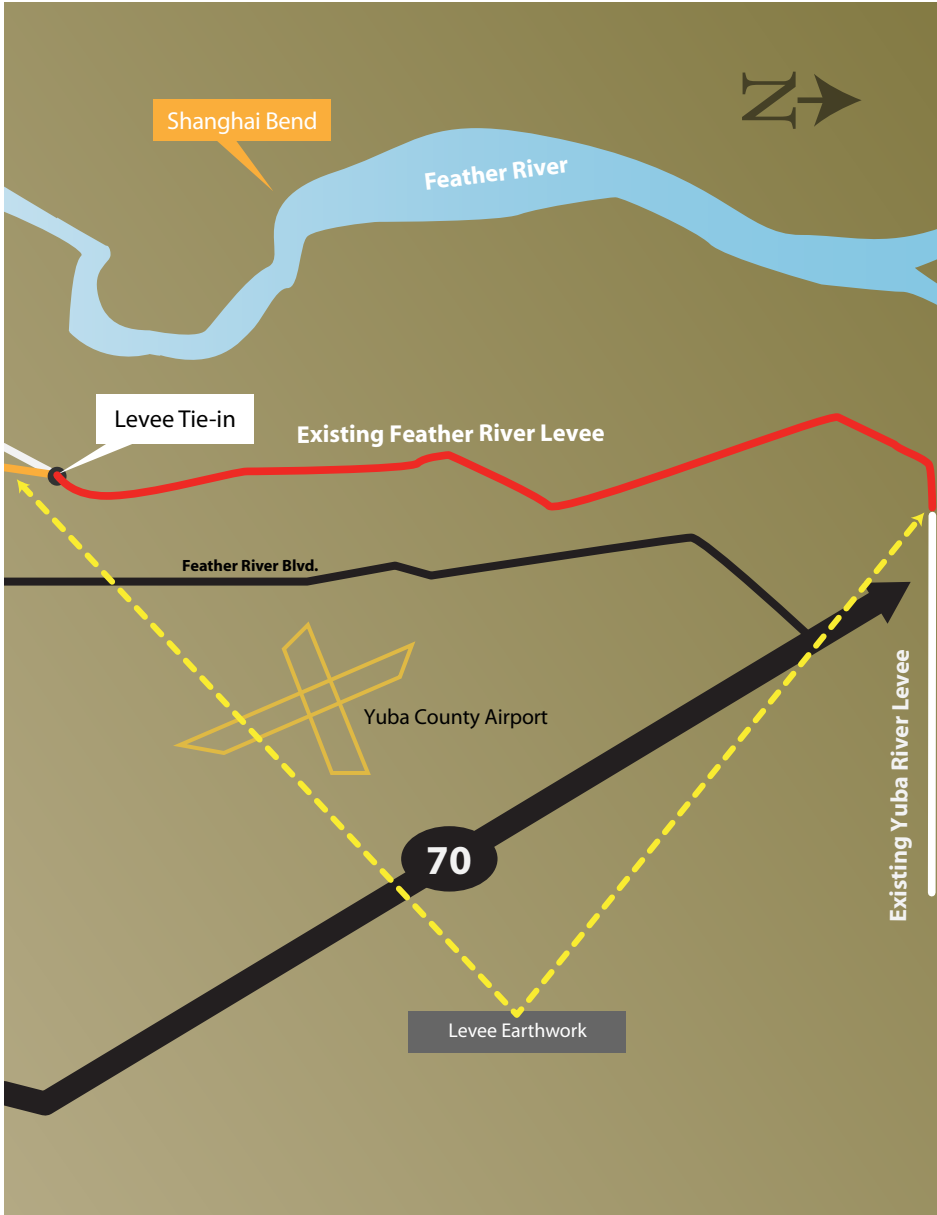 N
Shanghai Bend
Feather River
Levee Tie-in
Existing Feather River Levee
Feather River Blvd.
Yuba County Airport
Existing Yuba River Levee
70
Levee Earthwork